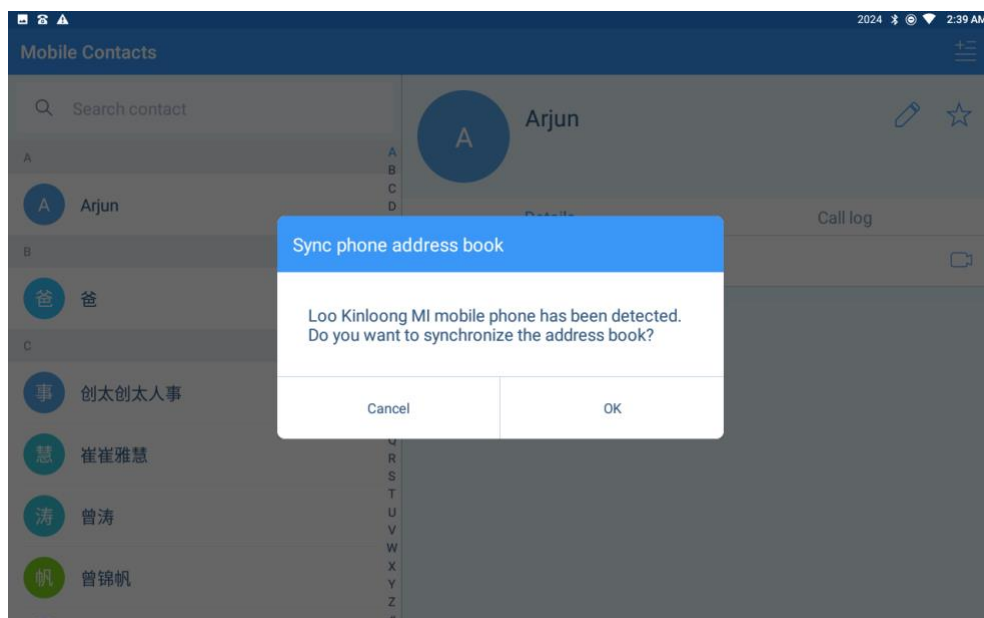 2024 2:39 AM
Mobile Contacts
Search contact
A
Arjun
B
爸 爸
C
事 创太创太人事
慧 崔崔雅慧
涛 曾涛
帆 曾锦帆
A
B
C
D
Q
R
S
T
U
V
W
X
Y
Z
A
Arjun
Details
Call log
Sync phone address book
Loo Kinloong MI mobile phone has been detected.
Do you want to synchronize the address book?
Cancel
OK